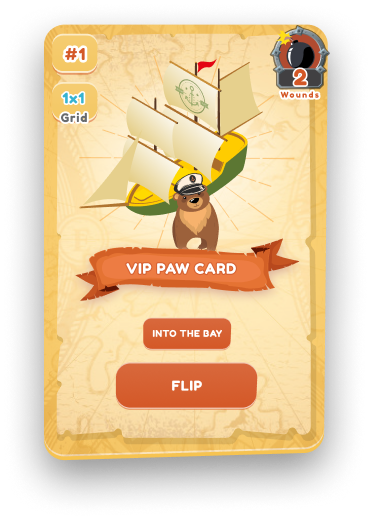 #1
2
Wounds
1x1
Grid
VIP PAW CARD
INTO THE BAY
FLIP